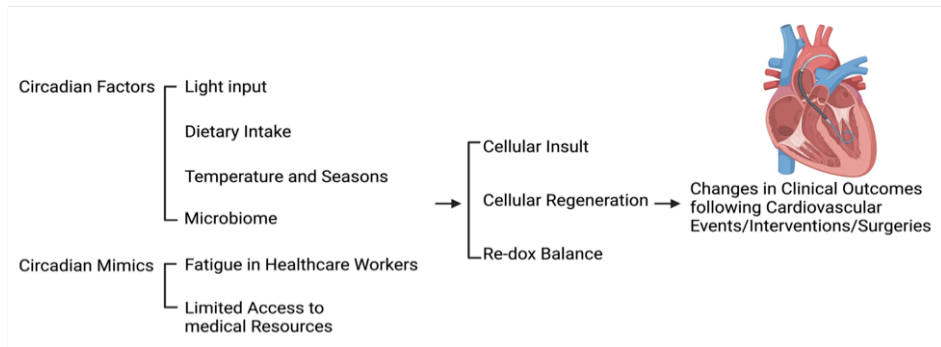 Circadian Factors
Light input
Dietary Intake
Temperature and Seasons
Microbiome
Circadian Mimics
Fatigue in Healthcare Workers
Limited Access to
medical Resources
Cellular Insult
Cellular Regeneration
Re-dox Balance
Changes in Clinical Outcomes
following Cardiovascular
Events/Interventions/Surgeries